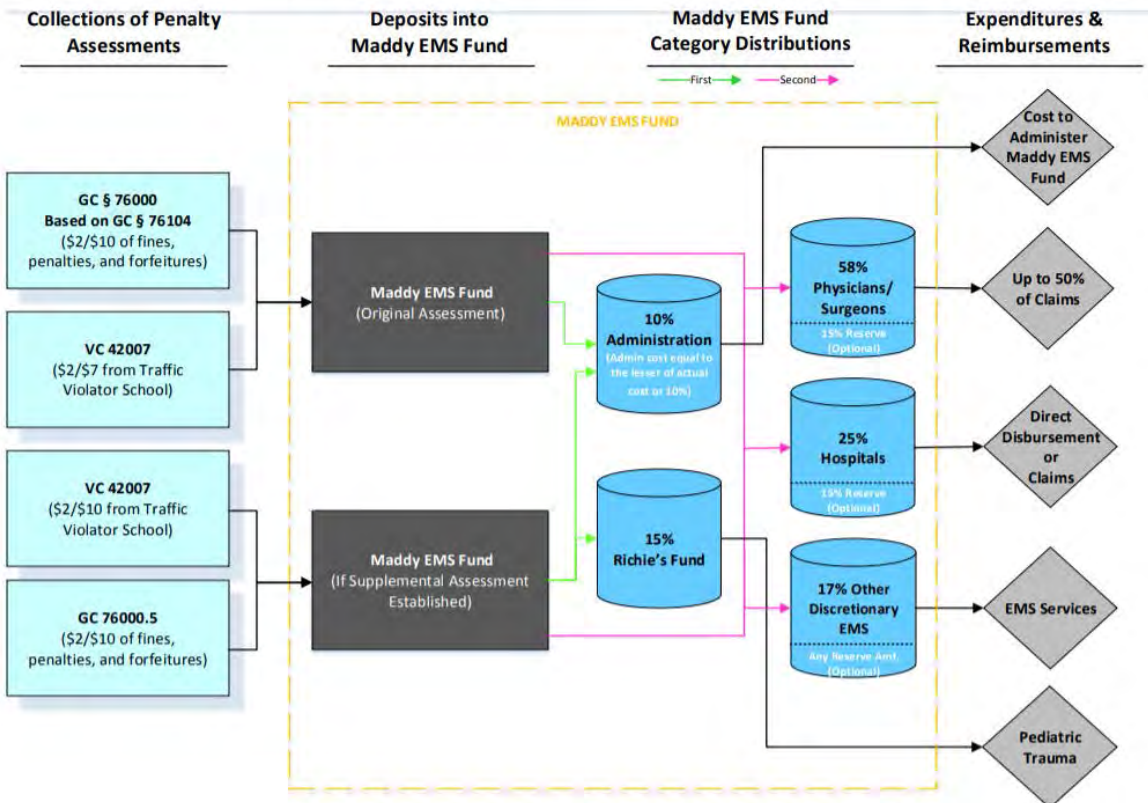 Collections of Penalty
Assessments
Deposits into
Maddy EMS Fund
Maddy EMS Fund
Category Distributions
Expenditures &
Reimbursements
First
Second
MADDY EMS FUND
GC § 76000
Based on GC § 76104
($2/$10 of fines,
penalties, and forfeitures)
VC 42007
($2/$7 from Traffic
Violator School)
VC 42007
($2/$10 from Traffic
Violator School)
GC 76000.5
($2/$10 of fines,
penalties, and forfeitures)
Maddy EMS Fund
(Original Assessment)
Maddy EMS Fund
(If Supplemental Assessment
Established)
10%
Administration
(Admin cost equal to
the lesser of actual
cost or 10%)
15%
Richie's Fund
58%
Physicians/
Surgeons
15% Reserve
(Optional)
25%
Hospitals
15% Reserve
(Optional)
17% Other
Discretionary
EMS
Any Reserve Amt.
(Optional)
Cost to
Administer
Maddy EMS
Fund
Up to 50%
of Claims
Direct
Disbursement
or
Claims
EMS Services
Pediatric
Trauma